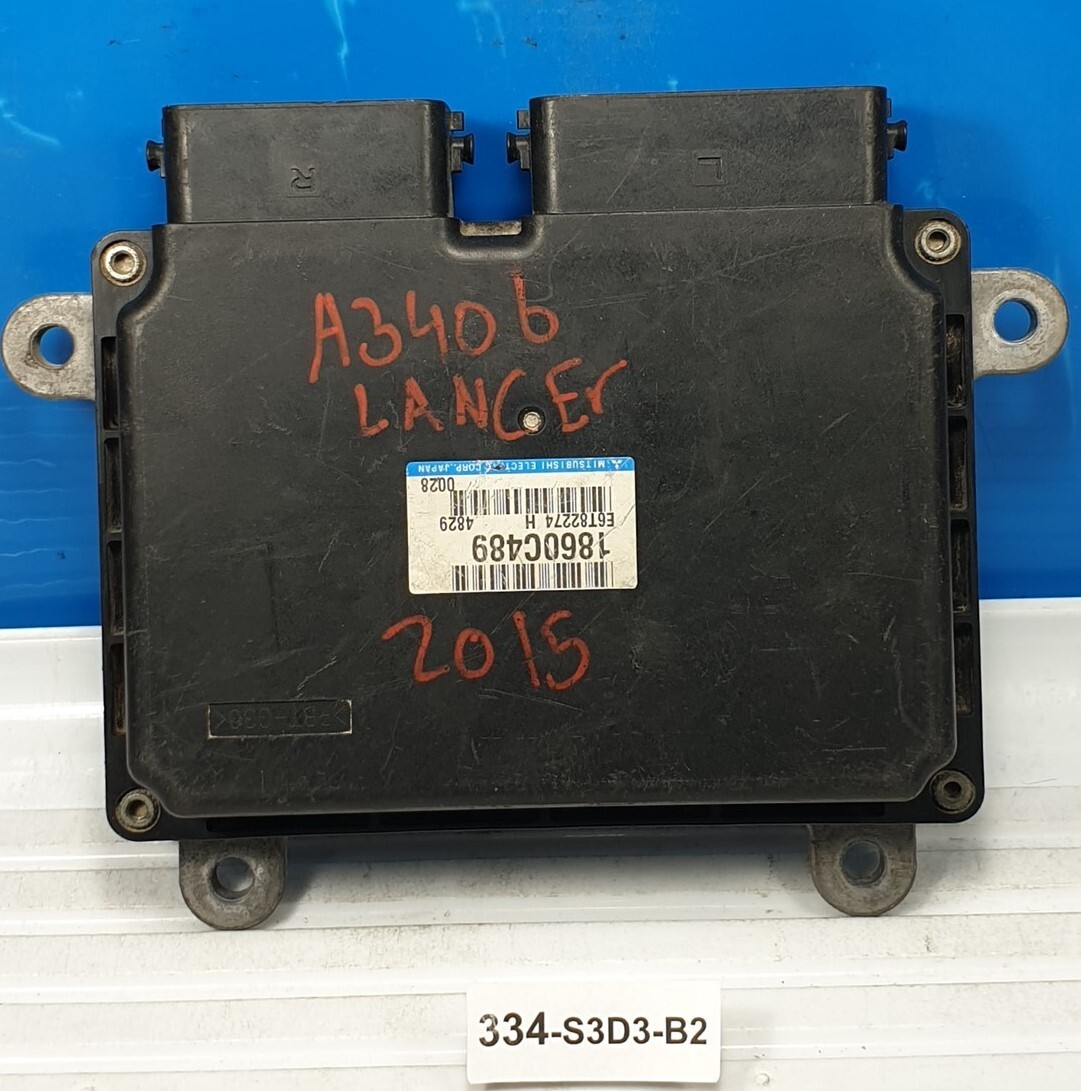 R
L
A340b
LANCEr
MITSUBISHI ELECTRIC CORP. JAPAN
0028
E6T82274 H 4829
1860C489
2015
334-S3D3-B2